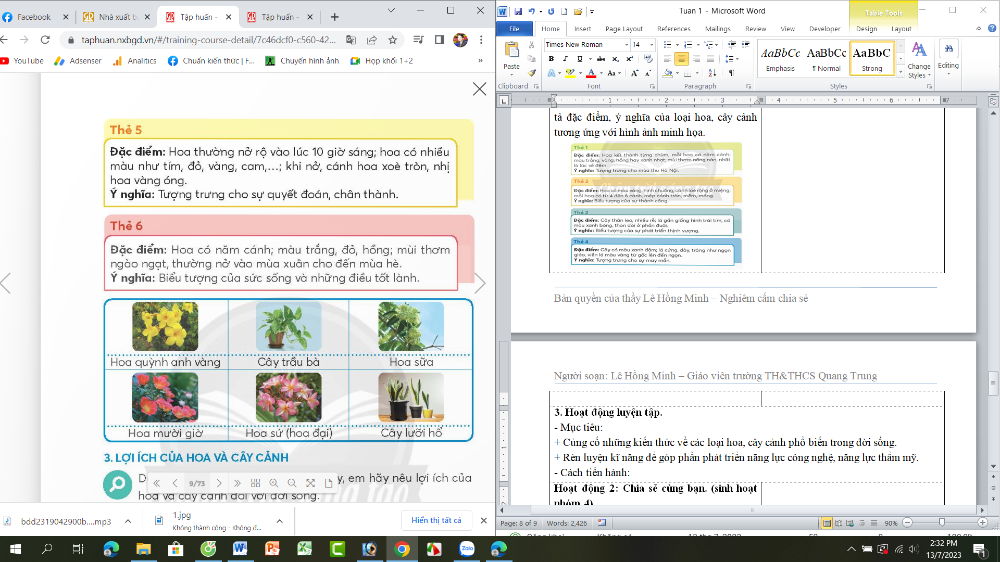 Facebook
Nhà xuất b
Tập huấn -
Tập huấn -
taphuan.nxbgd.vn/#/training-course-detail/7c46dcf0-c560-42...
YouTube
Adsenser
Analitics
Chuẩn kiến thức | F...
Chuyển hình ảnh
Họp khối 1+2
»
Thẻ 5
Đặc điểm: Hoa thường nở rộ vào lúc 10 giờ sáng; hoa có nhiều
màu như tím, đỏ, vàng, cam,...; khi nở, cánh hoa xoè tròn, nhị
hoa vàng óng.
Ý nghĩa: Tượng trưng cho sự quyết đoán, chân thành.
Thẻ 6
Đặc điểm: Hoa có năm cánh; màu trắng, đỏ, hồng; mùi thơm
ngào ngạt, thường nở vào mùa xuân cho đến mùa hè.
Ý nghĩa: Biểu tượng của sức sống và những điều tốt lành.
Hoa quỳnh anh vàng
Cây trầu bà
Hoa sữa
Hoa mười giờ
Hoa sứ (hoa đại)
Cây lưỡi hổ
3. LỢI ÍCH CỦA HOA VÀ CÂY CẢNH
y, em hãy nêu lợi ích của
hoa và cây cảnh đối với đời sống.
9/73
bdd2319042900b....mp3
1.jpg
Không thành công - Không đ...
Hiển thị tất cả
Tuan 1 - Microsoft Word
Table Tools
File
Home
Insert
Page Layout
References
Mailings
Review
View
Developer
Design
Layout
Paste
Clipboard
Times New Roman
14
Font
Paragraph
AaBbCc
Emphasis
AaBbCc
¶ Normal
AaBbC
Strong
Change
Styles
Styles
Editing
1 2 3 4 5 6 7
tả đặc điểm, ý nghĩa của loại hoa, cây cảnh
tương ứng với hình ảnh minh họa.
Thẻ 1
Đặc điểm: Hoa kết thành từng chùm, mỗi hoa có năm cánh;
màu trắng, vàng, hồng hay xanh nhạt; mùi thơm nồng nàn, nhất
là lúc về đêm.
Ý nghĩa: Tượng trưng cho mùa thu Hà Nội.
Thẻ 2
Đặc điểm: Hoa có màu vàng, hình chuông, cánh loe rộng ở miệng;
mỗi hoa có từ 4 đến 6 cánh, mép cánh tròn, mềm, mỏng.
Ý nghĩa: Biểu tượng của sự thành công.
Thẻ 3
Đặc điểm: Cây thân leo, nhiều rễ; lá gần giống hình trái tim, có
màu xanh bóng, thon dài ở phần đuôi.
Ý nghĩa: Biểu tượng của sự phát triển thịnh vượng.
Thẻ 4
Đặc điểm: Cây có màu xanh đậm; lá cứng, dày, trông như ngọn
giáo, viền lá màu vàng từ gốc lên đến ngọn.
Ý nghĩa: Tượng trưng cho sự may mắn.
Bản quyền của thầy Lê Hồng Minh – Nghiêm cấm chia sẻ
Người soạn: Lê Hồng Minh – Giáo viên trường TH&THCS Quang Trung
3. Hoạt động luyện tập.
- Mục tiêu:
+ Củng cố những kiến thức về các loại hoa, cây cảnh phổ biến trong đời sống.
+ Rèn luyện kĩ năng để góp phần phát triển năng lực công nghệ, năng lực thẩm mỹ.
- Cách tiến hành:
Hoạt động 2: Chia sẻ cùng bạn. (sinh hoạt
nhóm 4)
Page: 8 of 9
Words: 2,426
90%
Zalo
2:32 PM
13/7/2023
1